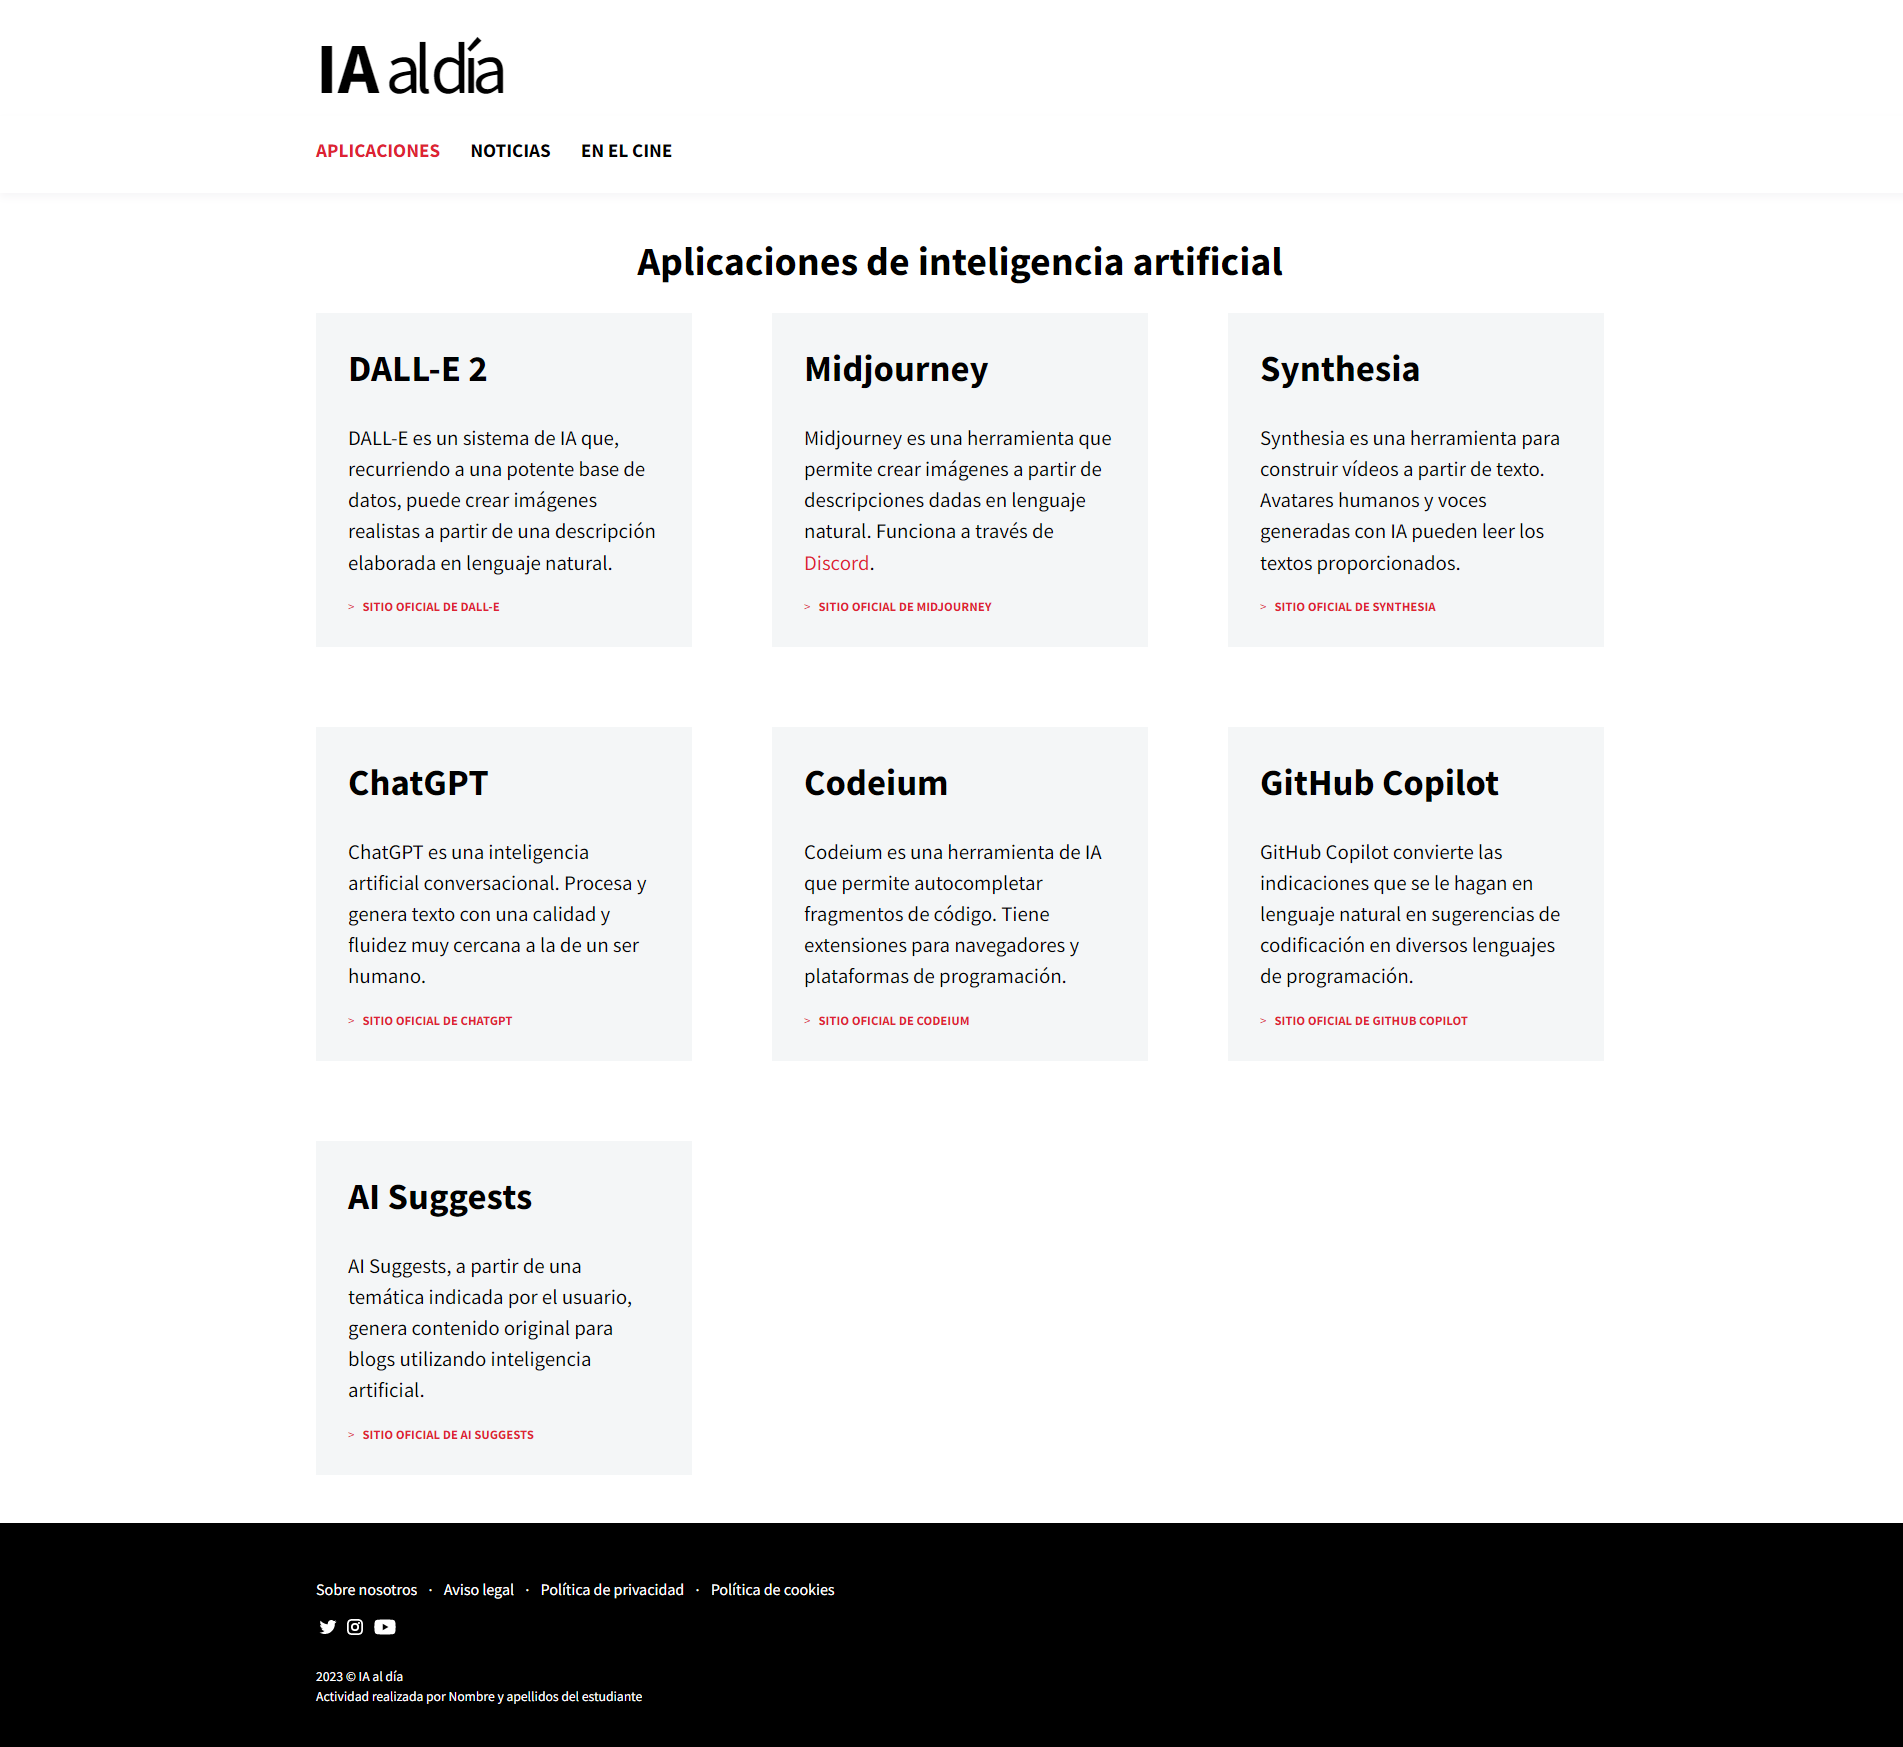 IA al día
APLICACIONES NOTICIAS EN EL CINE
Aplicaciones de inteligencia artificial
DALL-E 2
DALL-E es un sistema de IA que,
recurriendo a una potente base de
datos, puede crear imágenes
realistas a partir de una descripción
elaborada en lenguaje natural.
> SITIO OFICIAL DE DALL-E
Midjourney
Midjourney es una herramienta que
permite crear imágenes a partir de
descripciones dadas en lenguaje
natural. Funciona a través de
Discord.
> SITIO OFICIAL DE MIDJOURNEY
Synthesia
Synthesia es una herramienta para
construir vídeos a partir de texto.
Avatares humanos y voces
generadas con IA pueden leer los
textos proporcionados.
> SITIO OFICIAL DE SYNTHESIA
ChatGPT
ChatGPT es una inteligencia
artificial conversacional. Procesa y
genera texto con una calidad y
fluidez muy cercana a la de un ser
humano.
> SITIO OFICIAL DE CHATGPT
Codeium
Codeium es una herramienta de IA
que permite autocompletar
fragmentos de código. Tiene
extensiones para navegadores y
plataformas de programación.
> SITIO OFICIAL DE CODEIUM
GitHub Copilot
GitHub Copilot convierte las
indicaciones que se le hagan en
lenguaje natural en sugerencias de
codificación en diversos lenguajes
de programación.
> SITIO OFICIAL DE GITHUB COPILOT
AI Suggests
AI Suggests, a partir de una
temática indicada por el usuario,
genera contenido original para
blogs utilizando inteligencia
artificial.
> SITIO OFICIAL DE AI SUGGESTS
Sobre nosotros · Aviso legal · Política de privacidad · Política de cookies
2023 © IA al día
Actividad realizada por Nombre y apellidos del estudiante